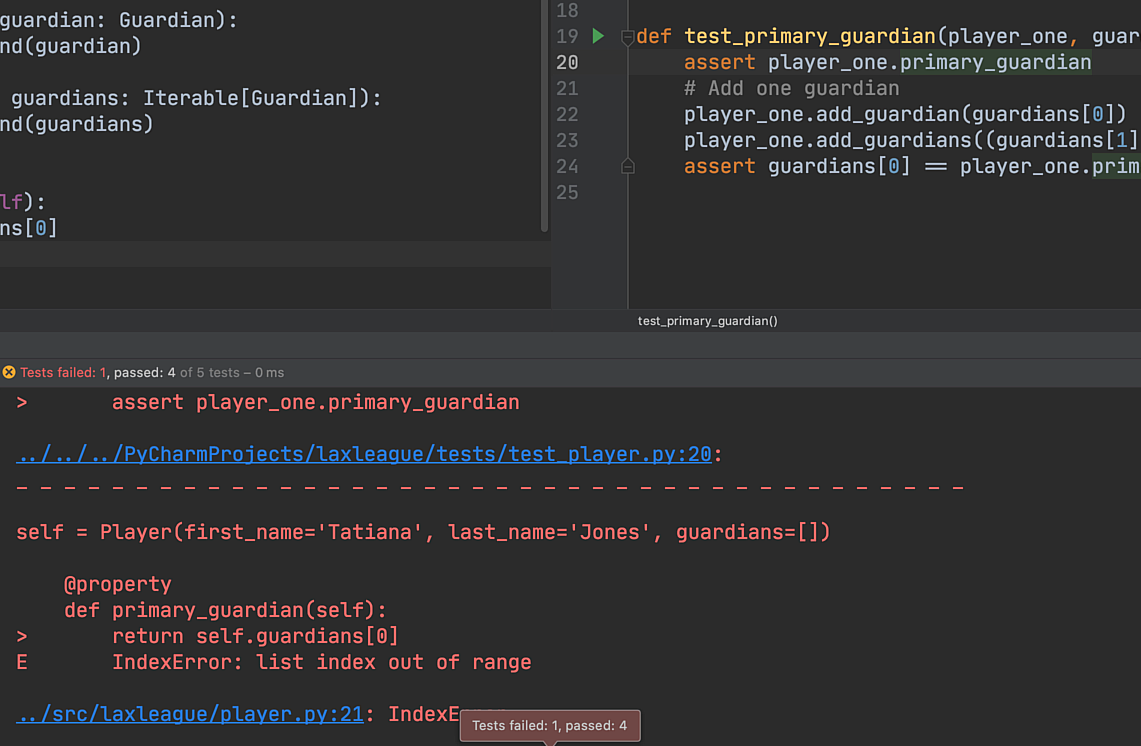 guardian: Guardian):
nd(guardian)
guardians: Iterable[Guardian]):
nd(guardians)
lf):
ns[0]
18
19 def test_primary_guardian(player_one, guar
20 assert player_one.primary_guardian
21 # Add one guardian
22 player_one.add_guardian(guardians[0])
23 player_one.add_guardians((guardians[1]
24 assert guardians[0] == player_one.prim
25
test_primary_guardian()
Tests failed: 1, passed: 4 of 5 tests – 0 ms
> assert player_one.primary_guardian
../../../PyCharmProjects/laxleague/tests/test_player.py:20:
_ _ _ _ _ _ _ _ _ _ _ _ _ _ _ _ _ _ _ _ _ _ _ _ _ _ _ _ _ _ _ _ _ _ _ _ _ _ _ _
self = Player(first_name='Tatiana', last_name='Jones', guardians=[])
@property
def primary_guardian(self):
> return self.guardians[0]
E IndexError: list index out of range
../src/laxleague/player.py:21: IndexE
Tests failed: 1, passed: 4